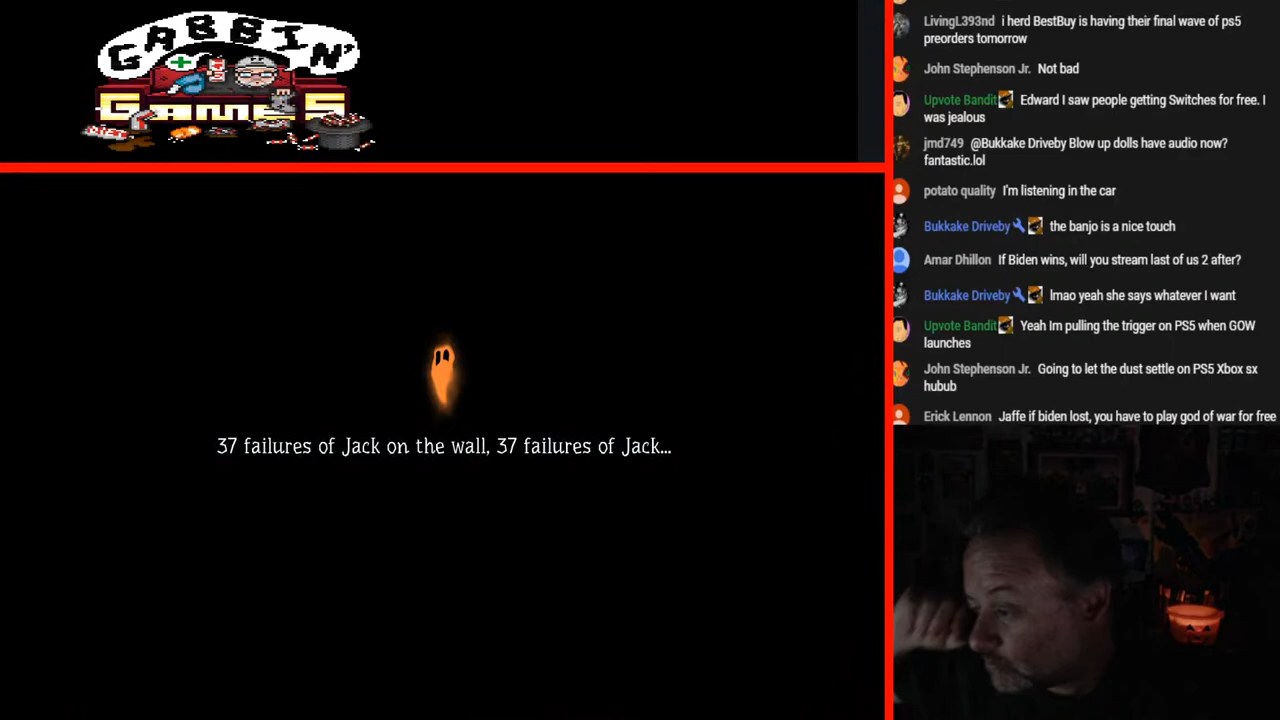 GABBIN'
GAMES
37 failures of Jack on the wall, 37 failures of Jack...
LivingL393nd i herd BestBuy is having their final wave of ps5
preorders tomorrow
John Stephenson Jr. Not bad
Upvote Bandit Edward I saw people getting Switches for free. I
was jealous
jmd749 @Bukkake Driveby Blow up dolls have audio now?
fantastic.lol
potato quality I'm listening in the car
Bukkake Driveby the banjo is a nice touch
Amar Dhillon If Biden wins, will you stream last of us 2 after?
Bukkake Driveby lmao yeah she says whatever I want
Upvote Bandit Yeah Im pulling the trigger on PS5 when GOW
launches
John Stephenson Jr. Going to let the dust settle on PS5 Xbox sx
hubub
Erick Lennon Jaffe if biden lost, you have to play god of war for free